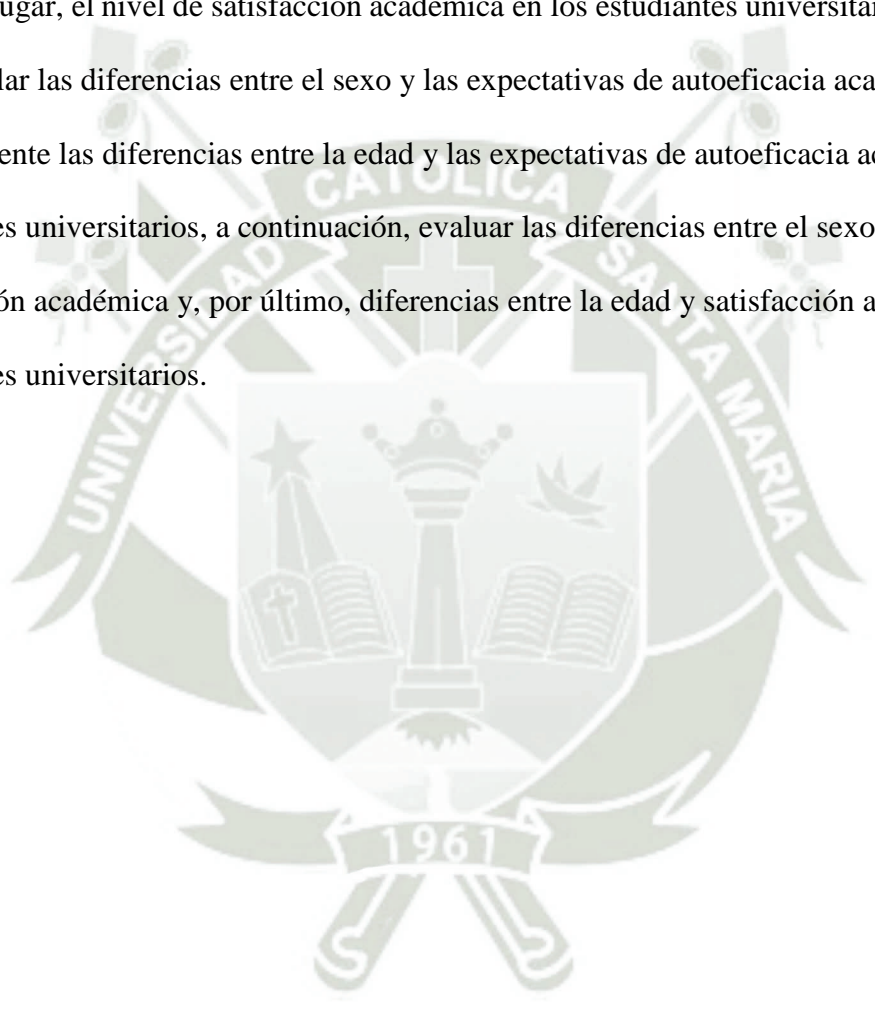 ugar, el nivel de satisfacción académica en los estudiantes universitar
lar las diferencias entre el sexo y las expectativas de autoeficacia aca
ente las diferencias entre la edad y las expectativas de autoeficacia a
es universitarios, a continuación, evaluar las diferencias entre el sexo
ón académica y, por último, diferencias entre la edad y satisfacción a
es universitarios.
UNIVERSIDAD CATOLICA SANTA MARIA
1961